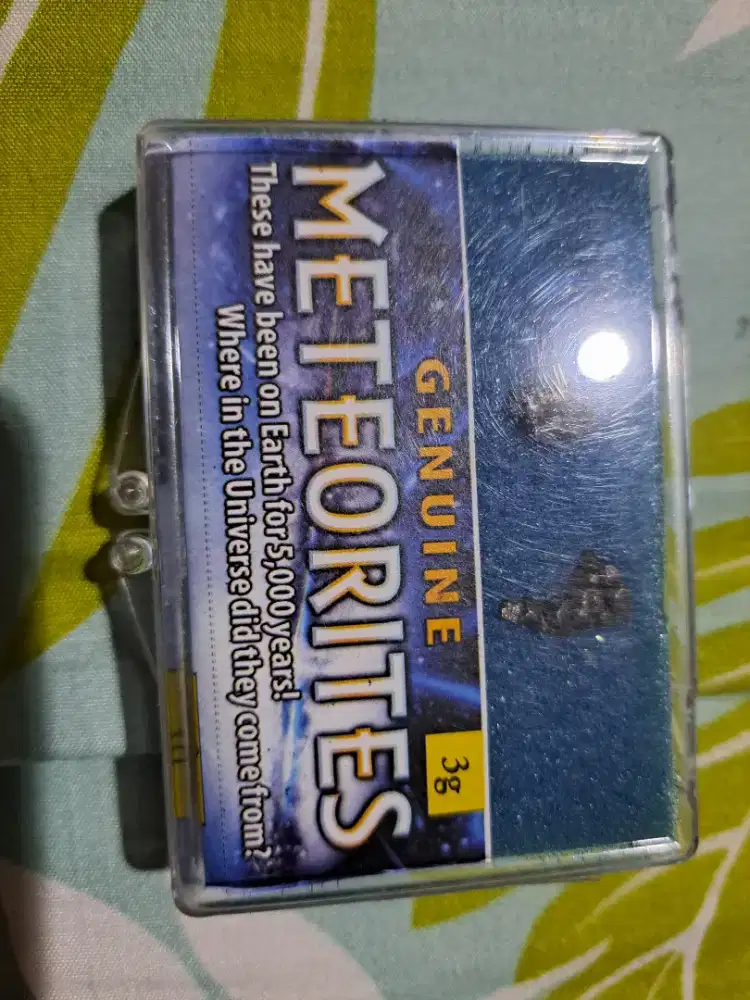 GENUINE
3g
METEORITES
These have been on Earth for 5,000 years!
Where in the Universe did they come from?